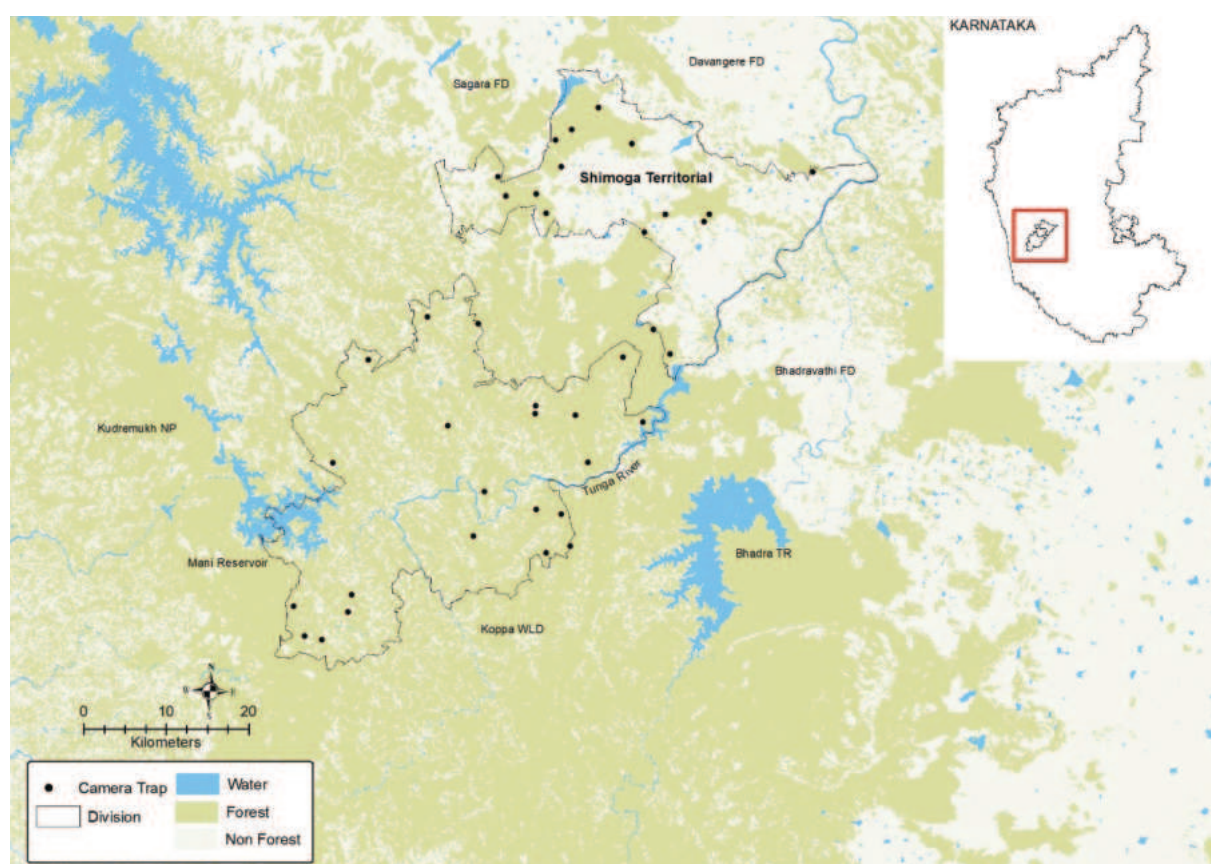 KARNATAKA
Davangere FD
Sagara FD
Shimoga Territorial
Bhadravathi FD
Kudremukh NP
Tunga River
Bhadra TR
Mani Reservoir
Koppa WLD
N
W E
S
0 10 20
Kilometers
Camera Trap Water
Division Forest
Non Forest